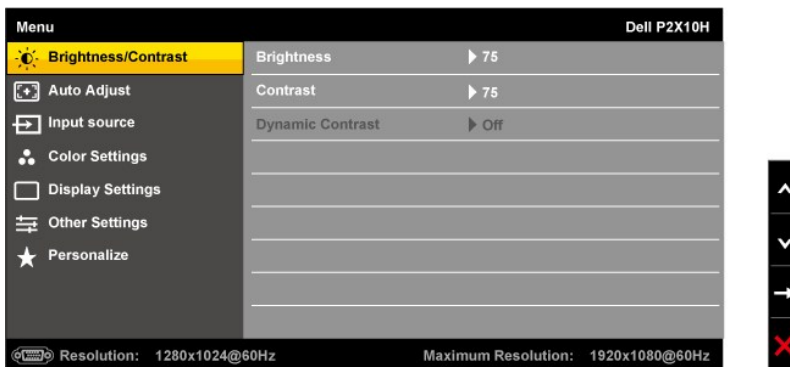 Menu Dell P2X10H
Brightness/Contrast Brightness 75
Auto Adjust Contrast 75
Input source Dynamic Contrast Off
Color Settings
Display Settings
Other Settings
Personalize
Resolution: 1280x1024@60Hz Maximum Resolution: 1920x1080@60Hz